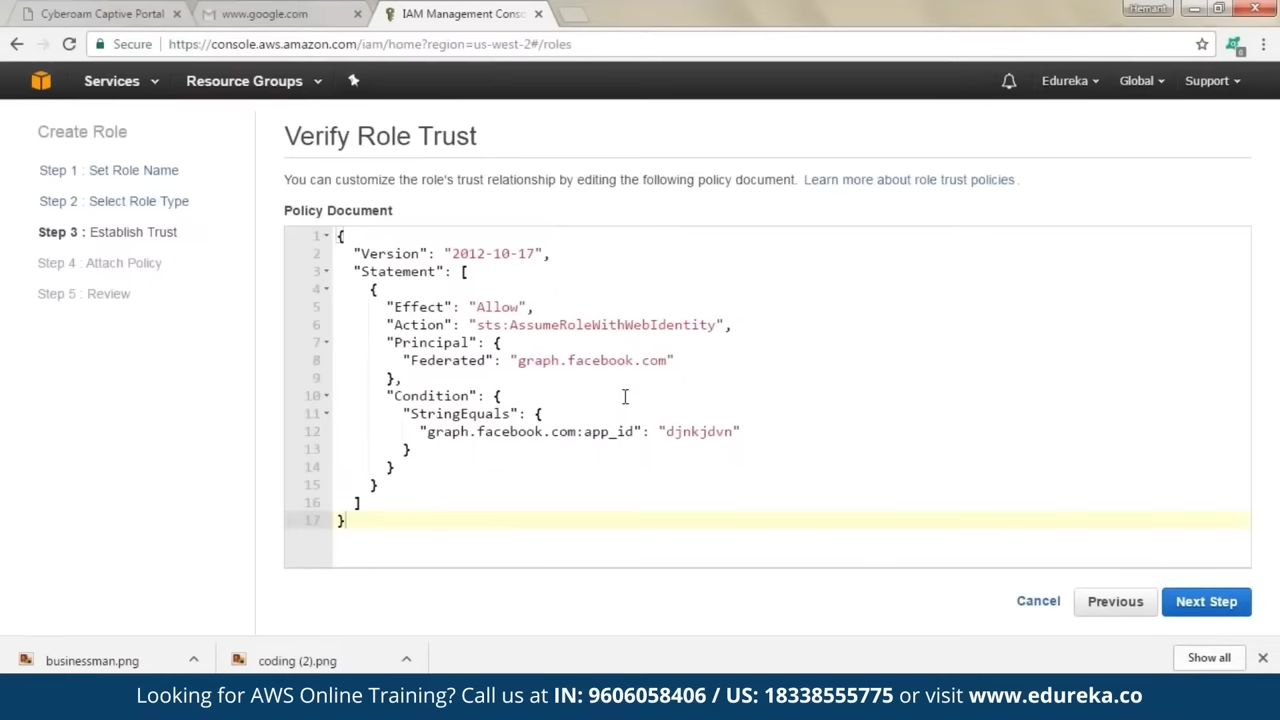 Cyberoam Captive Portal
www.google.com
IAM Management Conso
Hemant
Secure
https://console.aws.amazon.com/iam/home?region=us-west-2#/roles
Services
Resource Groups
Edureka
Global
Support
Create Role
Step 1 : Set Role Name
Step 2 : Select Role Type
Step 3 : Establish Trust
Step 4 : Attach Policy
Step 5 : Review
Verify Role Trust
You can customize the role's trust relationship by editing the following policy document. Learn more about role trust policies.
Policy Document
1 {
2 "Version": "2012-10-17",
3 "Statement": [
4 {
5 "Effect": "Allow",
6 "Action": "sts:AssumeRoleWithWebIdentity",
7 "Principal": {
8 "Federated": "graph.facebook.com"
9 },
10 "Condition": {
11 "StringEquals": {
12 "graph.facebook.com:app_id": "djnkjdvn"
13 }
14 }
15 }
16 ]
17 }
Cancel
Previous
Next Step
businessman.png
coding (2).png
Show all
Looking for AWS Online Training? Call us at IN: 9606058406 / US: 18338555775 or visit www.edureka.co